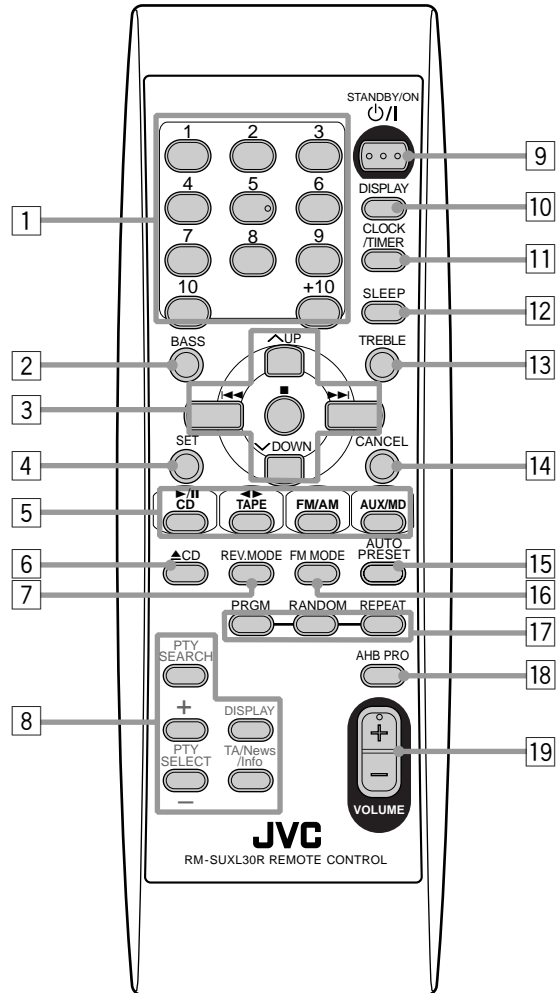 STANDBY/ON
⏻/I
1 2 3
9
DISPLAY
10
4 5 6
1
CLOCK
/TIMER
11
7 8 9
SLEEP
12
10 +10
BASS
UP
TREBLE
2
13
3
SET
DOWN
CANCEL
4
14
►/II ◄►
CD TAPE FM/AM AUX/MD
5
AUTO
PRESET
15
▲CD REV.MODE FM MODE
6
7
16
PRGM RANDOM REPEAT
17
PTY
SEARCH
AHB PRO
18
+ DISPLAY
8
PTY
SELECT
TA/News
/Info
–
+
–
19
VOLUME
JVC
RM-SUXL30R REMOTE CONTROL